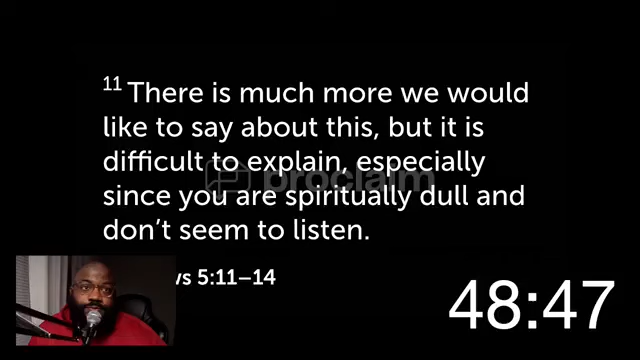 11 There is much more we would
like to say about this, but it is
difficult to explain, especially
proclaim
since you are spiritually dull and
don't seem to listen.
5:11–14
48:47